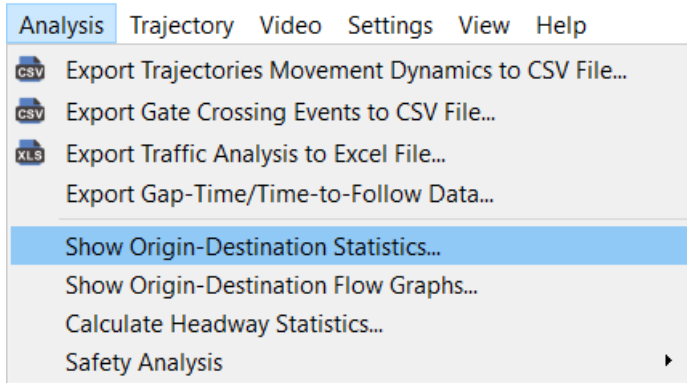 Analysis Trajectory Video Settings View Help
CSV Export Trajectories Movement Dynamics to CSV File...
CSV Export Gate Crossing Events to CSV File...
XLS Export Traffic Analysis to Excel File...
Export Gap-Time/Time-to-Follow Data...
Show Origin-Destination Statistics...
Show Origin-Destination Flow Graphs...
Calculate Headway Statistics...
Safety Analysis